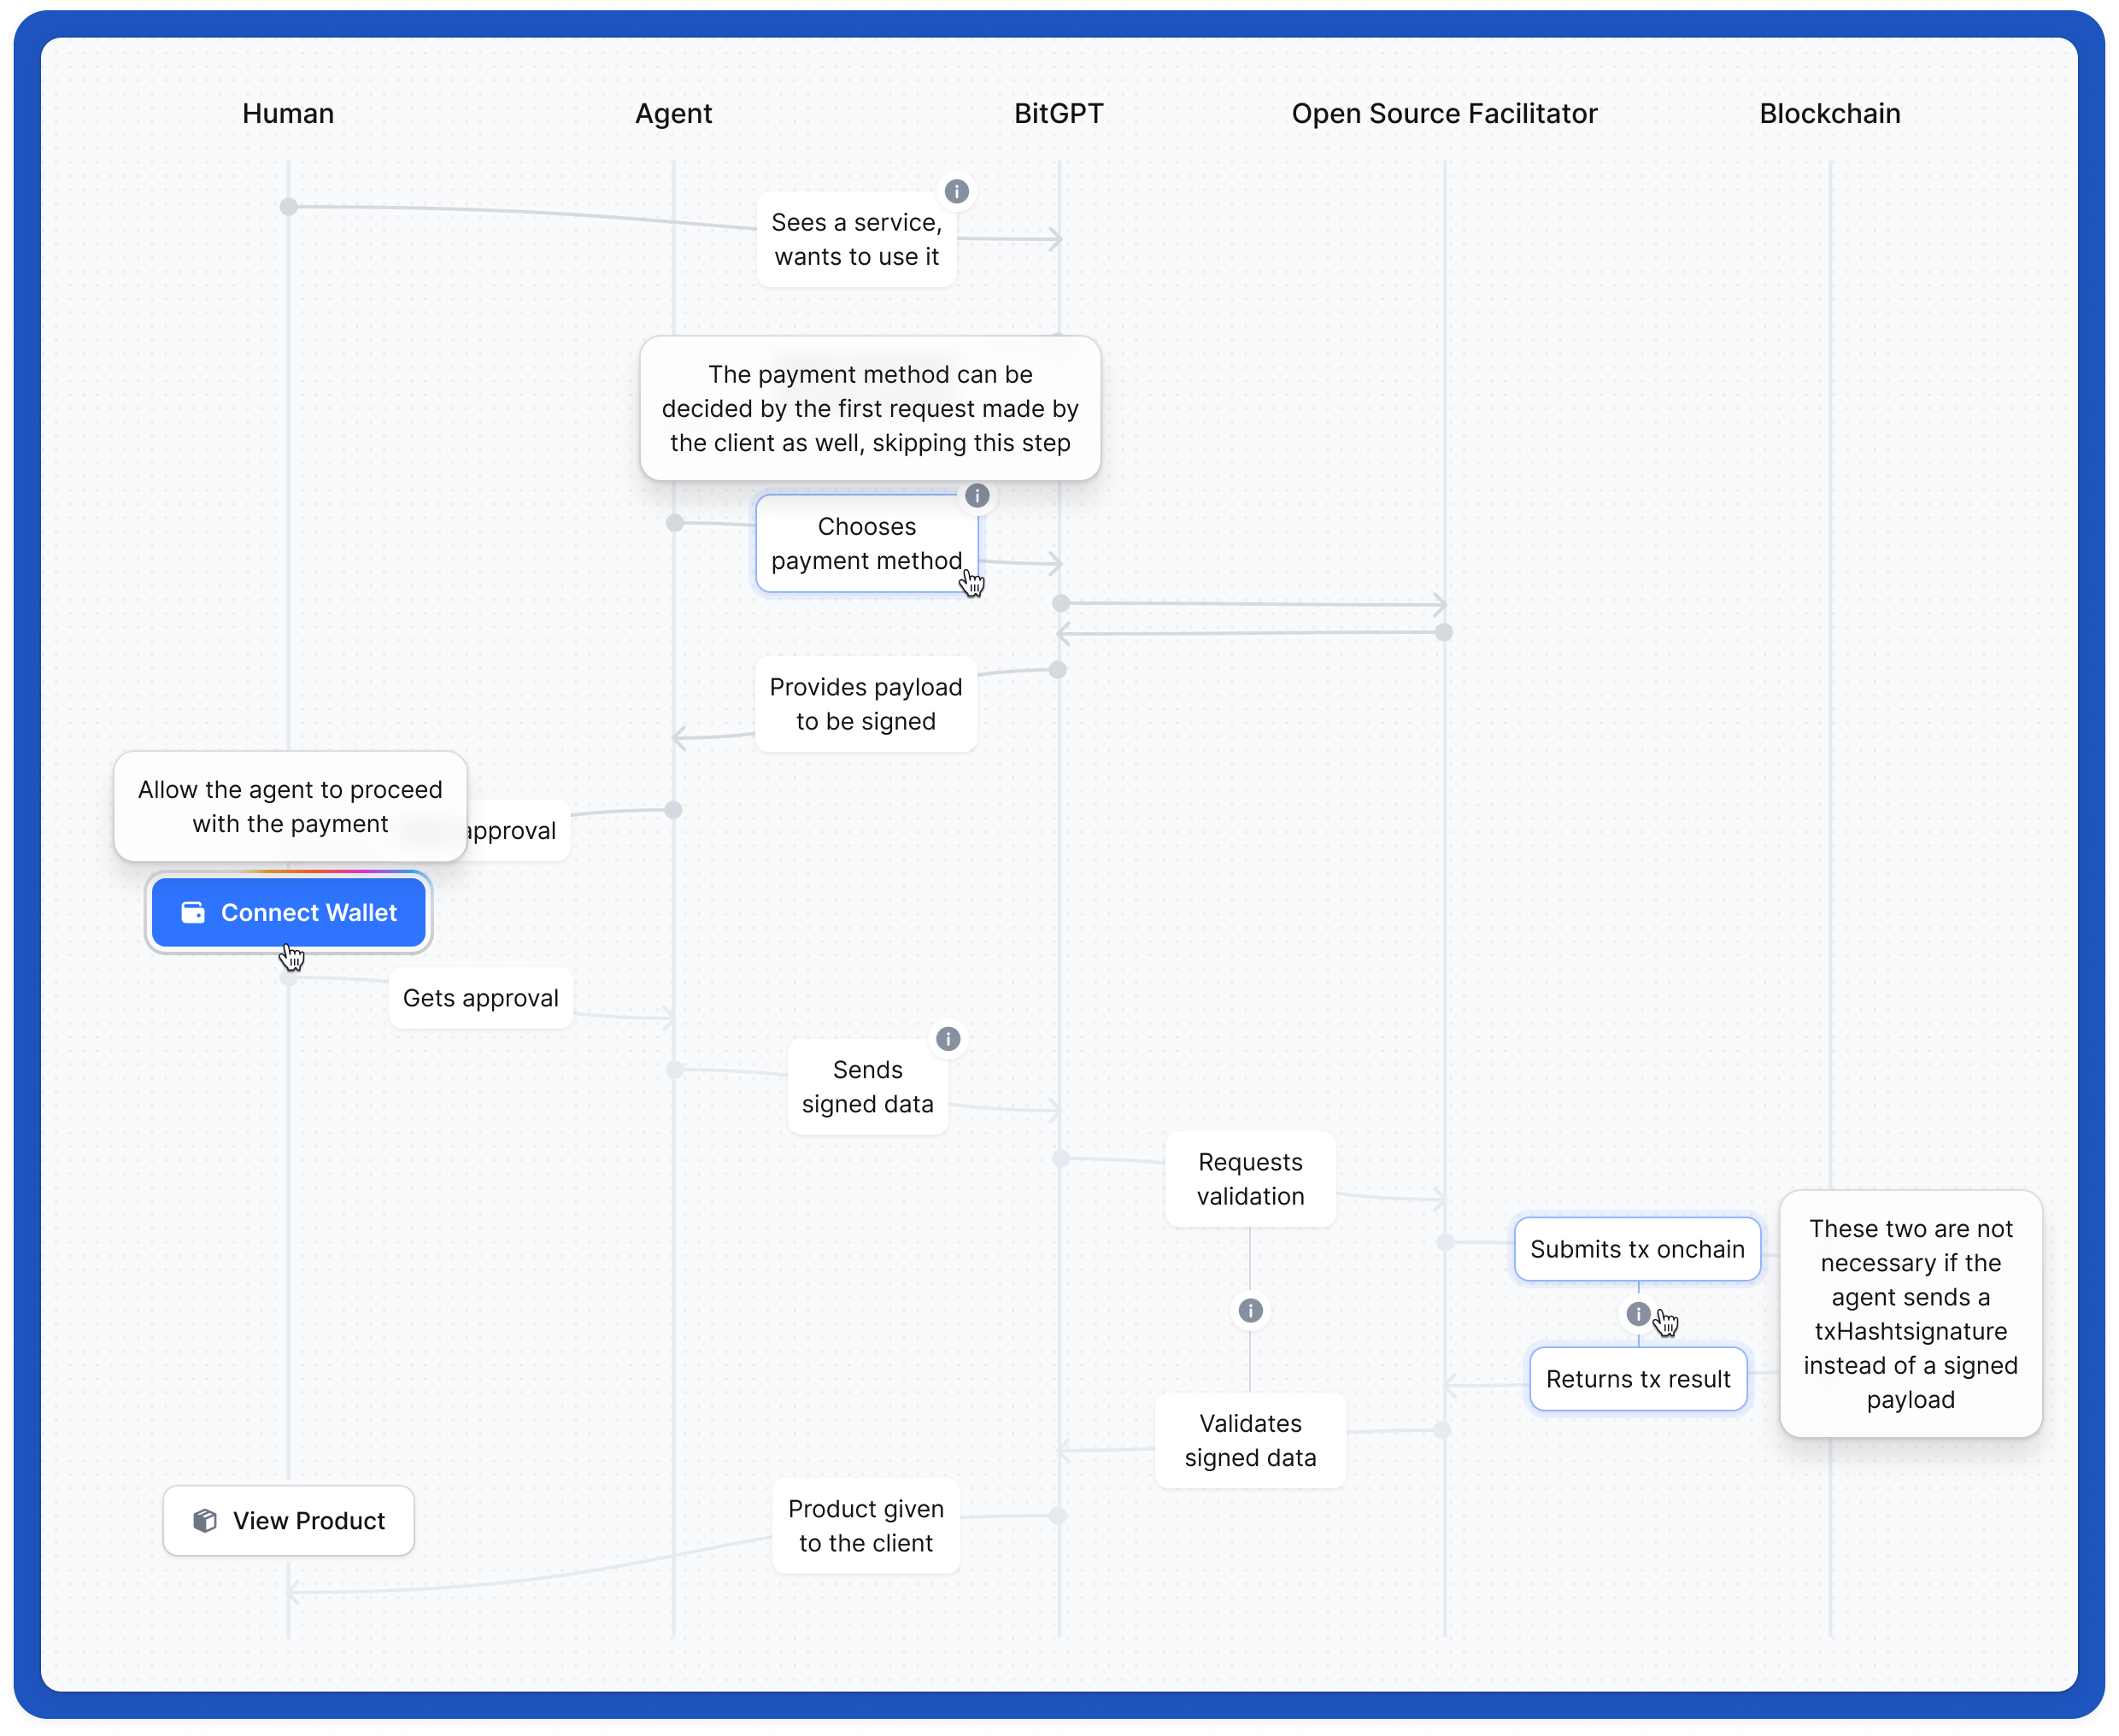 Human
Agent
BitGPT
Open Source Facilitator
Blockchain
Sees a service,
wants to use it
The payment method can be
decided by the first request made by
the client as well, skipping this step
Chooses
payment method
Provides payload
to be signed
Allow the agent to proceed
with the payment
approval
Connect Wallet
Gets approval
Sends
signed data
Requests
validation
Submits tx onchain
These two are not
necessary if the
agent sends a
txHashtsignature
instead of a signed
payload
Returns tx result
Validates
signed data
Product given
to the client
View Product